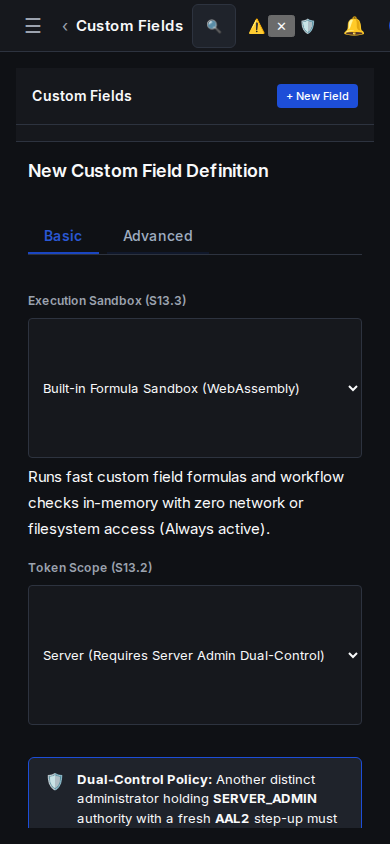 Custom Fields
Custom Fields
+ New Field
New Custom Field Definition
Basic
Advanced
Execution Sandbox (S13.3)
Built-in Formula Sandbox (WebAssembly)
Runs fast custom field formulas and workflow
checks in-memory with zero network or
filesystem access (Always active).
Token Scope (S13.2)
Server (Requires Server Admin Dual-Control)
Dual-Control Policy: Another distinct
administrator holding SERVER_ADMIN
authority with a fresh AAL2 step-up must